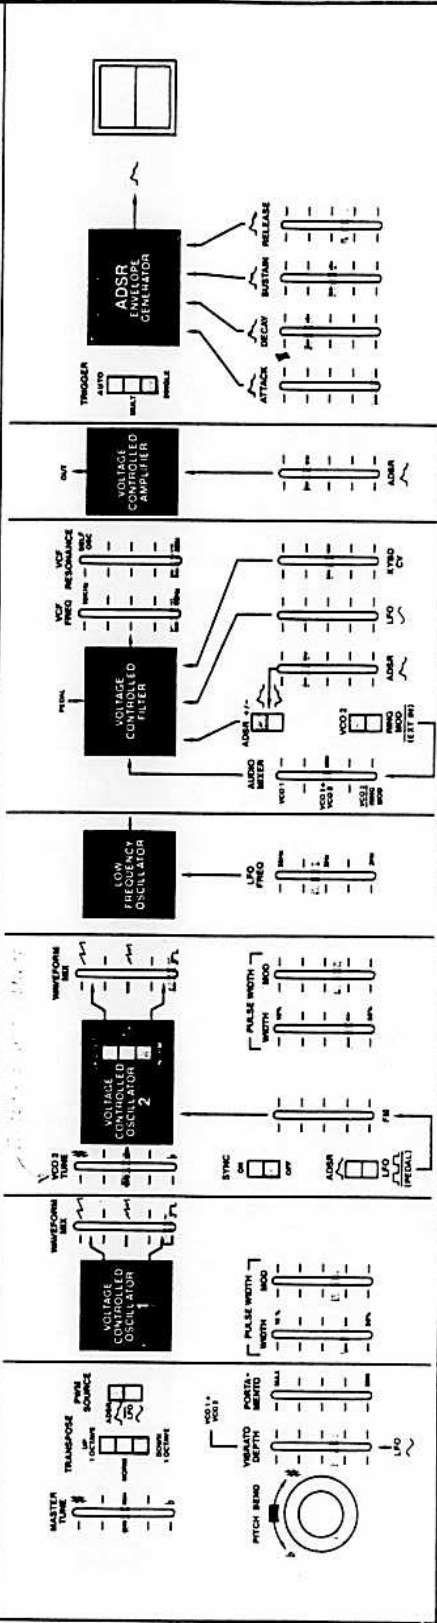 MASTER
TUNE
TRANSPOSE
UP
1 OCTAVE
NORM
DOWN
1 OCTAVE
PWM
SOURCE
ADSR
LFO
PITCH BEND
VIBRATO
DEPTH
LFO
VCO 1 +
VCO 2
PORTA-
MENTO
MAX
VOLTAGE
CONTROLLED
OSCILLATOR
1
WAVEFORM
MIX
PULSE WIDTH
WIDTH
MOD
10%
50%
VCO 2
TUNE
VOLTAGE
CONTROLLED
OSCILLATOR
2
WAVEFORM
MIX
SYNC
ON
OFF
ADSR
LFO
(PEDAL)
FM
PULSE WIDTH
WIDTH
MOD
10%
50%
LOW
FREQUENCY
OSCILLATOR
LFO
FREQ
PEDAL
VOLTAGE
CONTROLLED
FILTER
VCF
FREQ
VCF
RESONANCE
SELF
OSC
AUDIO
MIXER
VCO 1
VCO 1 +
VCO 2
VCO 2
RING
MOD
ADSR +/-
VCO 2
RING
MOD
(EXT IN)
ADSR
LFO
KYBD
CV
OUT
VOLTAGE
CONTROLLED
AMPLIFIER
ADSR
TRIGGER
AUTO
MULT
SINGLE
ADSR
ENVELOPE
GENERATOR
ATTACK
DECAY
SUSTAIN
RELEASE